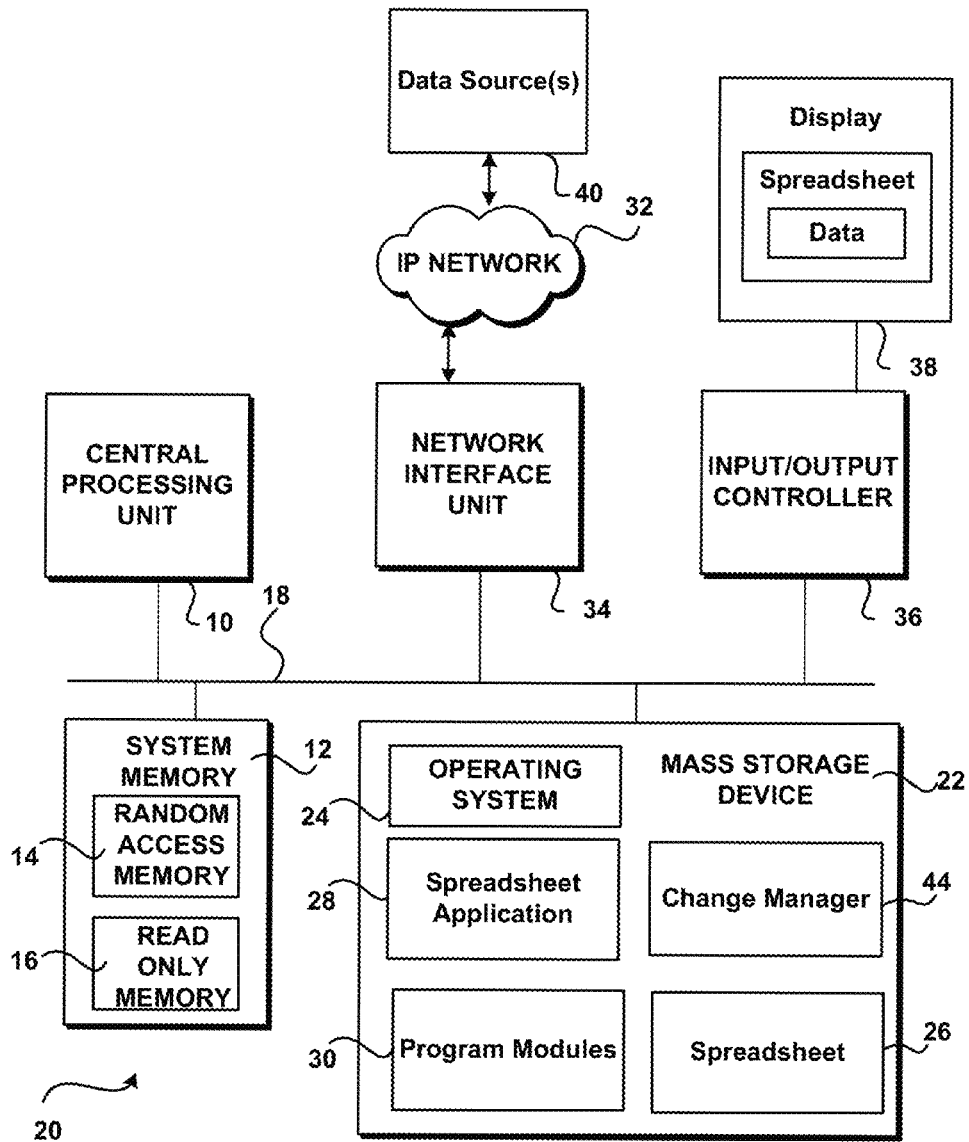 Data Source(s)
40
Display
Spreadsheet
Data
38
32
IP NETWORK
CENTRAL
PROCESSING
UNIT
10
NETWORK
INTERFACE
UNIT
34
INPUT/OUTPUT
CONTROLLER
36
18
SYSTEM
MEMORY
12
RANDOM
ACCESS
MEMORY
14
READ
ONLY
MEMORY
16
OPERATING
SYSTEM
24
MASS STORAGE
DEVICE
22
Spreadsheet
Application
28
Change Manager
44
Program Modules
30
Spreadsheet
26
20